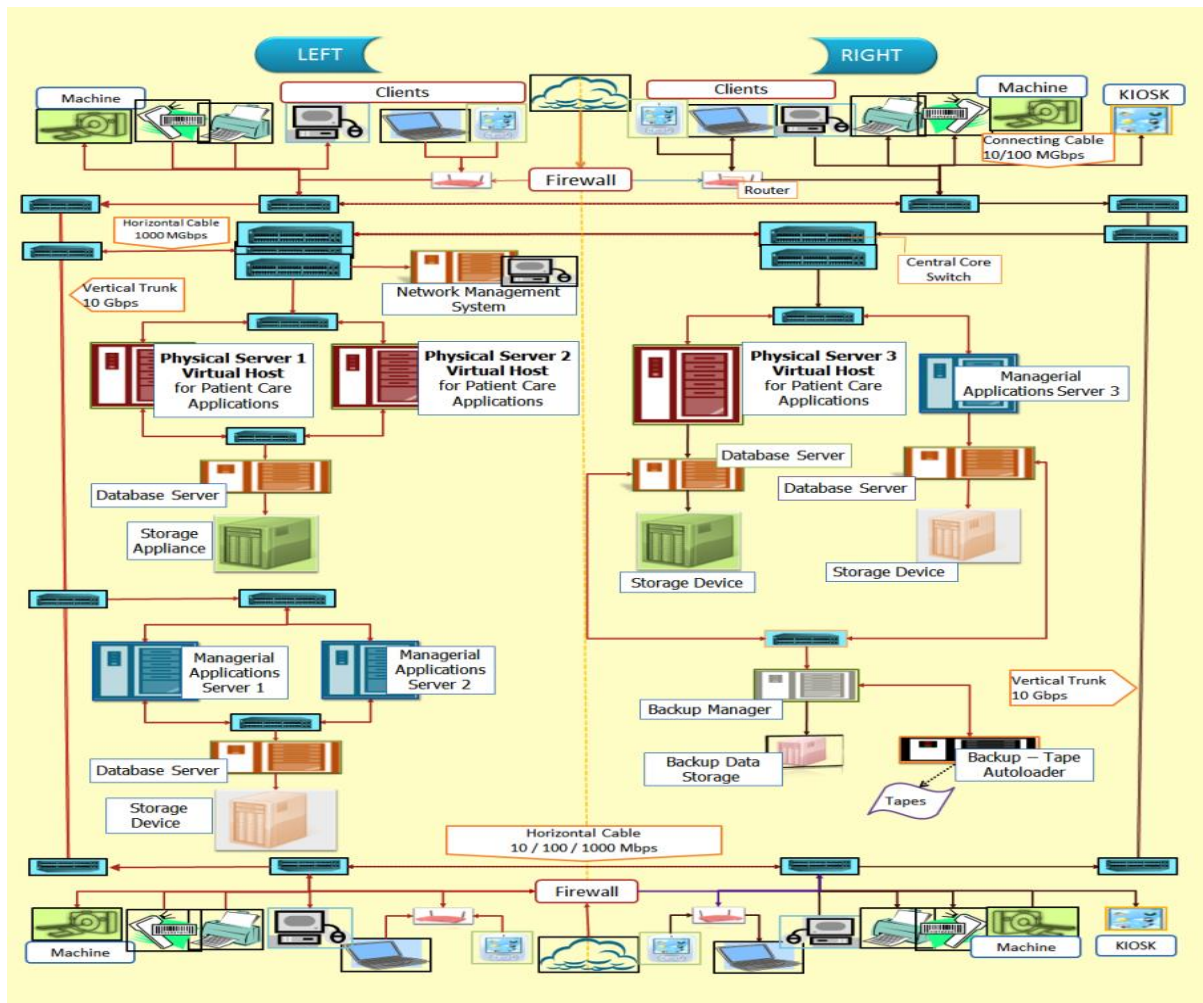 LEFT
RIGHT
Machine
Clients
Clients
Machine
KIOSK
Connecting Cable
10/100 MGbps
Firewall
Router
Horizontal Cable
1000 MGbps
Central Core
Switch
Vertical Trunk
10 Gbps
Network Management
System
Physical Server 1
Virtual Host
for Patient Care
Applications
Physical Server 2
Virtual Host
for Patient Care
Applications
Physical Server 3
Virtual Host
for Patient Care
Applications
Managerial
Applications Server 3
Database Server
Database Server
Database Server
Storage
Appliance
Storage Device
Storage Device
Managerial
Applications
Server 1
Managerial
Applications
Server 2
Vertical Trunk
10 Gbps
Backup Manager
Database Server
Backup Data
Storage
Backup – Tape
Autoloader
Storage
Device
Tapes
Horizontal Cable
10 / 100 / 1000 Mbps
Firewall
Machine
Machine
KIOSK